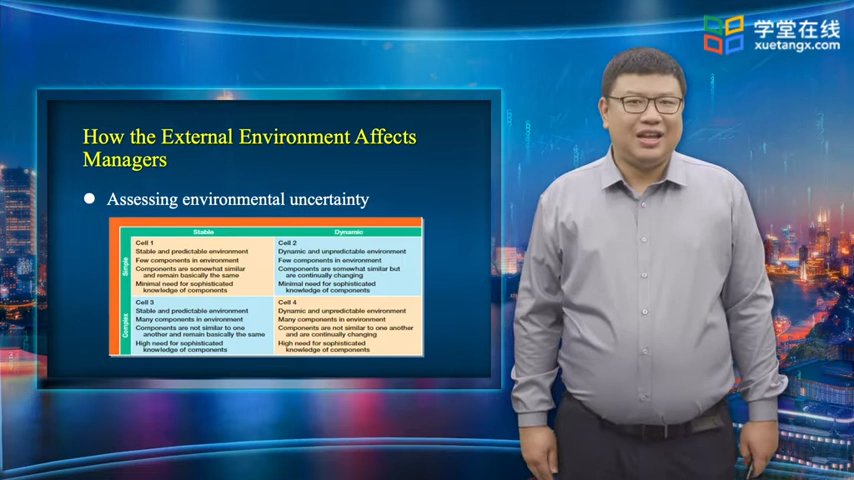 学堂在线
xuetangx.com
How the External Environment Affects
Managers
Assessing environmental uncertainty
Stable
Dynamic
Simple
Cell 1
Stable and predictable environment
Few components in environment
Components are somewhat similar
and remain basically the same
Minimal need for sophisticated
knowledge of components
Cell 2
Dynamic and unpredictable environment
Few components in environment
Components are somewhat similar but
are continually changing
Minimal need for sophisticated
knowledge of components
Complex
Cell 3
Stable and predictable environment
Many components in environment
Components are not similar to one
another and remain basically the same
High need for sophisticated
knowledge of components
Cell 4
Dynamic and unpredictable environment
Many components in environment
Components are not similar to one another
and are continually changing
High need for sophisticated
knowledge of components